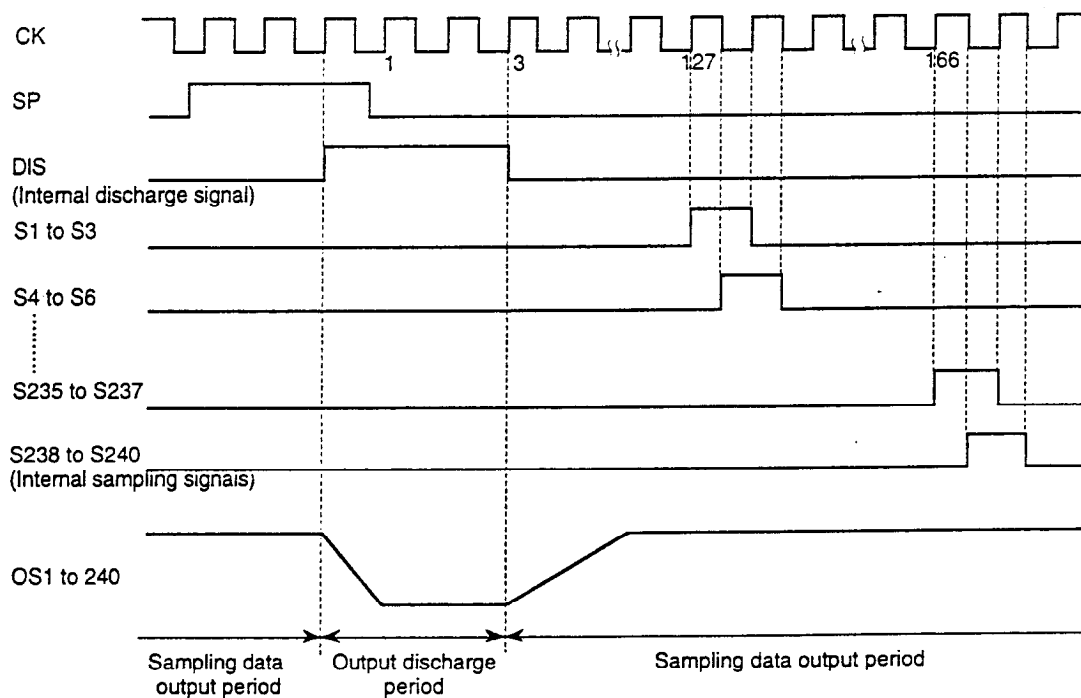 CK
1
3
127
166
SP
DIS
(Internal discharge signal)
S1 to S3
S4 to S6
S235 to S237
S238 to S240
(Internal sampling signals)
OS1 to 240
Sampling data
output period
Output discharge
period
Sampling data output period